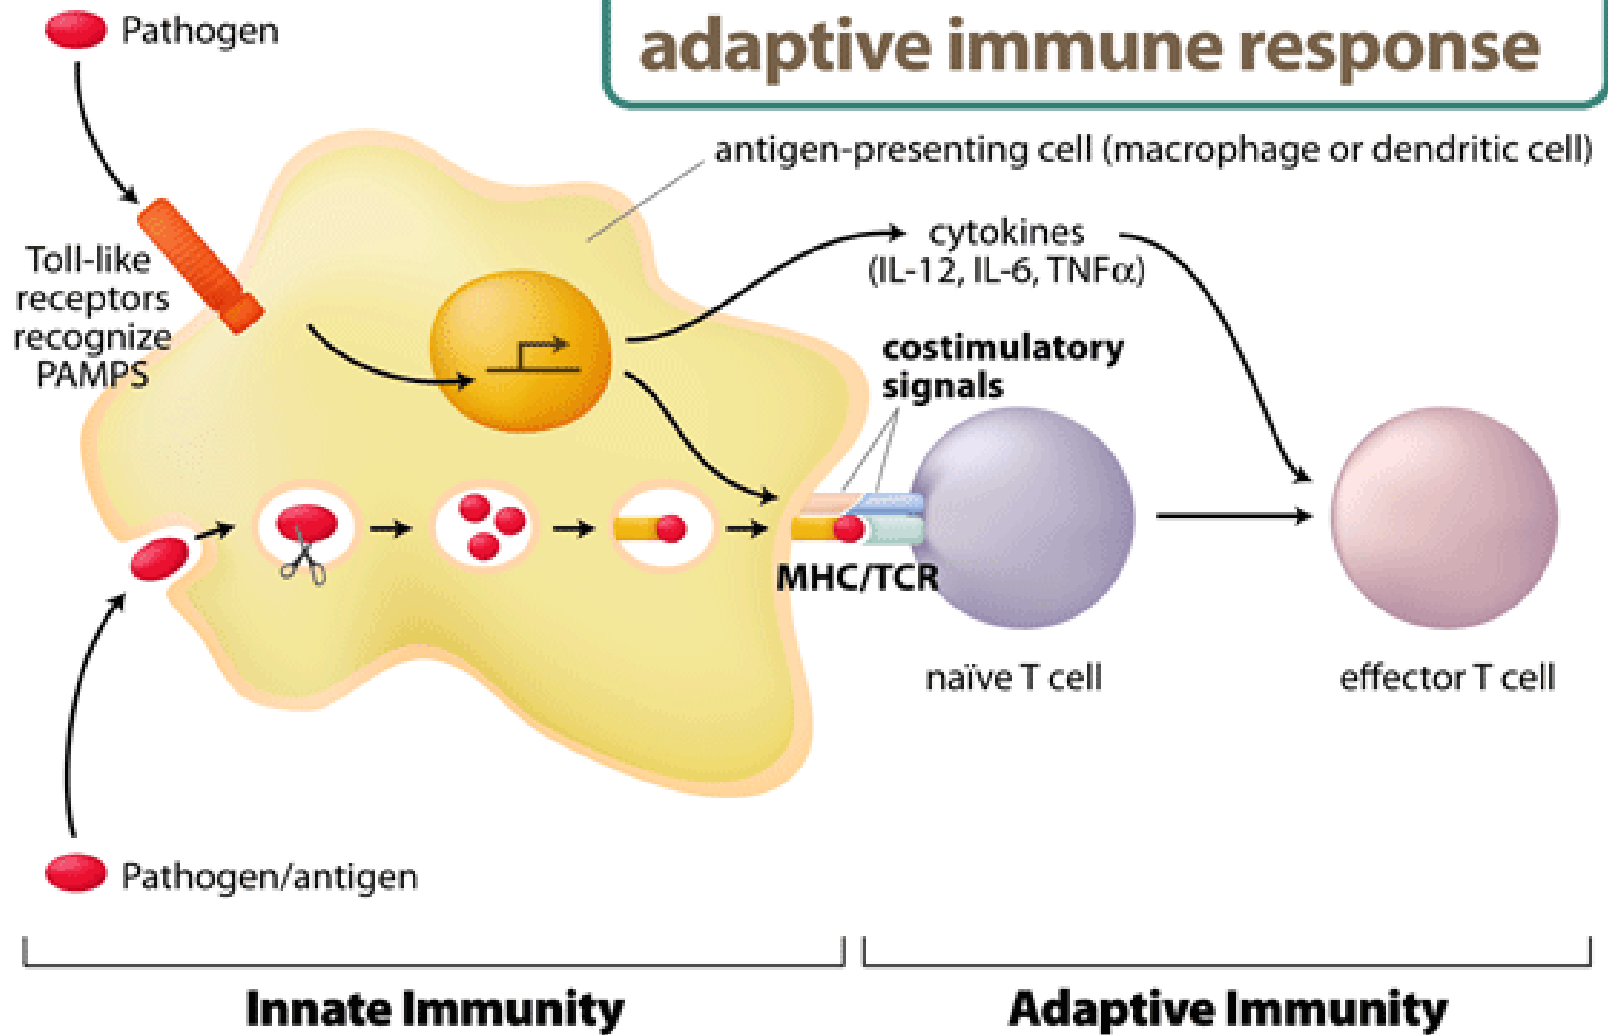 Pathogen
adaptive immune response
antigen-presenting cell (macrophage or dendritic cell)
cytokines
(IL-12, IL-6, TNFα)
Toll-like
receptors
recognize
PAMPS
costimulatory
signals
MHC/TCR
naïve T cell
effector T cell
Pathogen/antigen
Innate Immunity
Adaptive Immunity